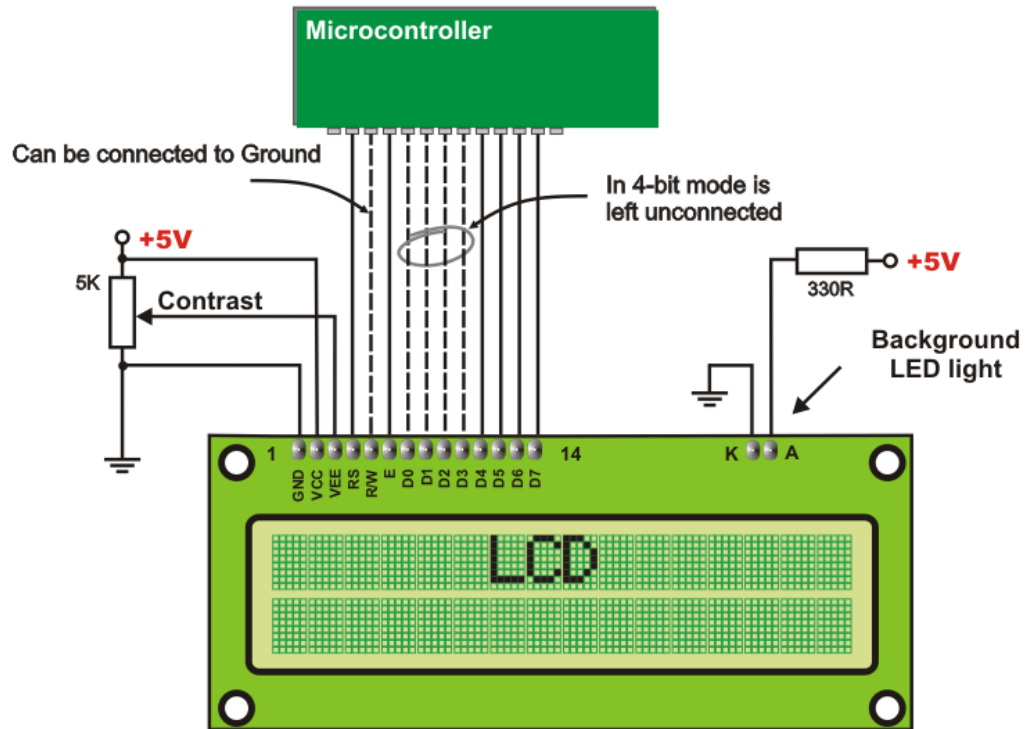 Microcontroller
Can be connected to Ground
In 4-bit mode is
left unconnected
+5V
5K
Contrast
+5V
330R
Background
LED light
1
14
K
A
GND
VCC
VEE
RS
R/W
E
D0
D1
D2
D3
D4
D5
D6
D7
LCD